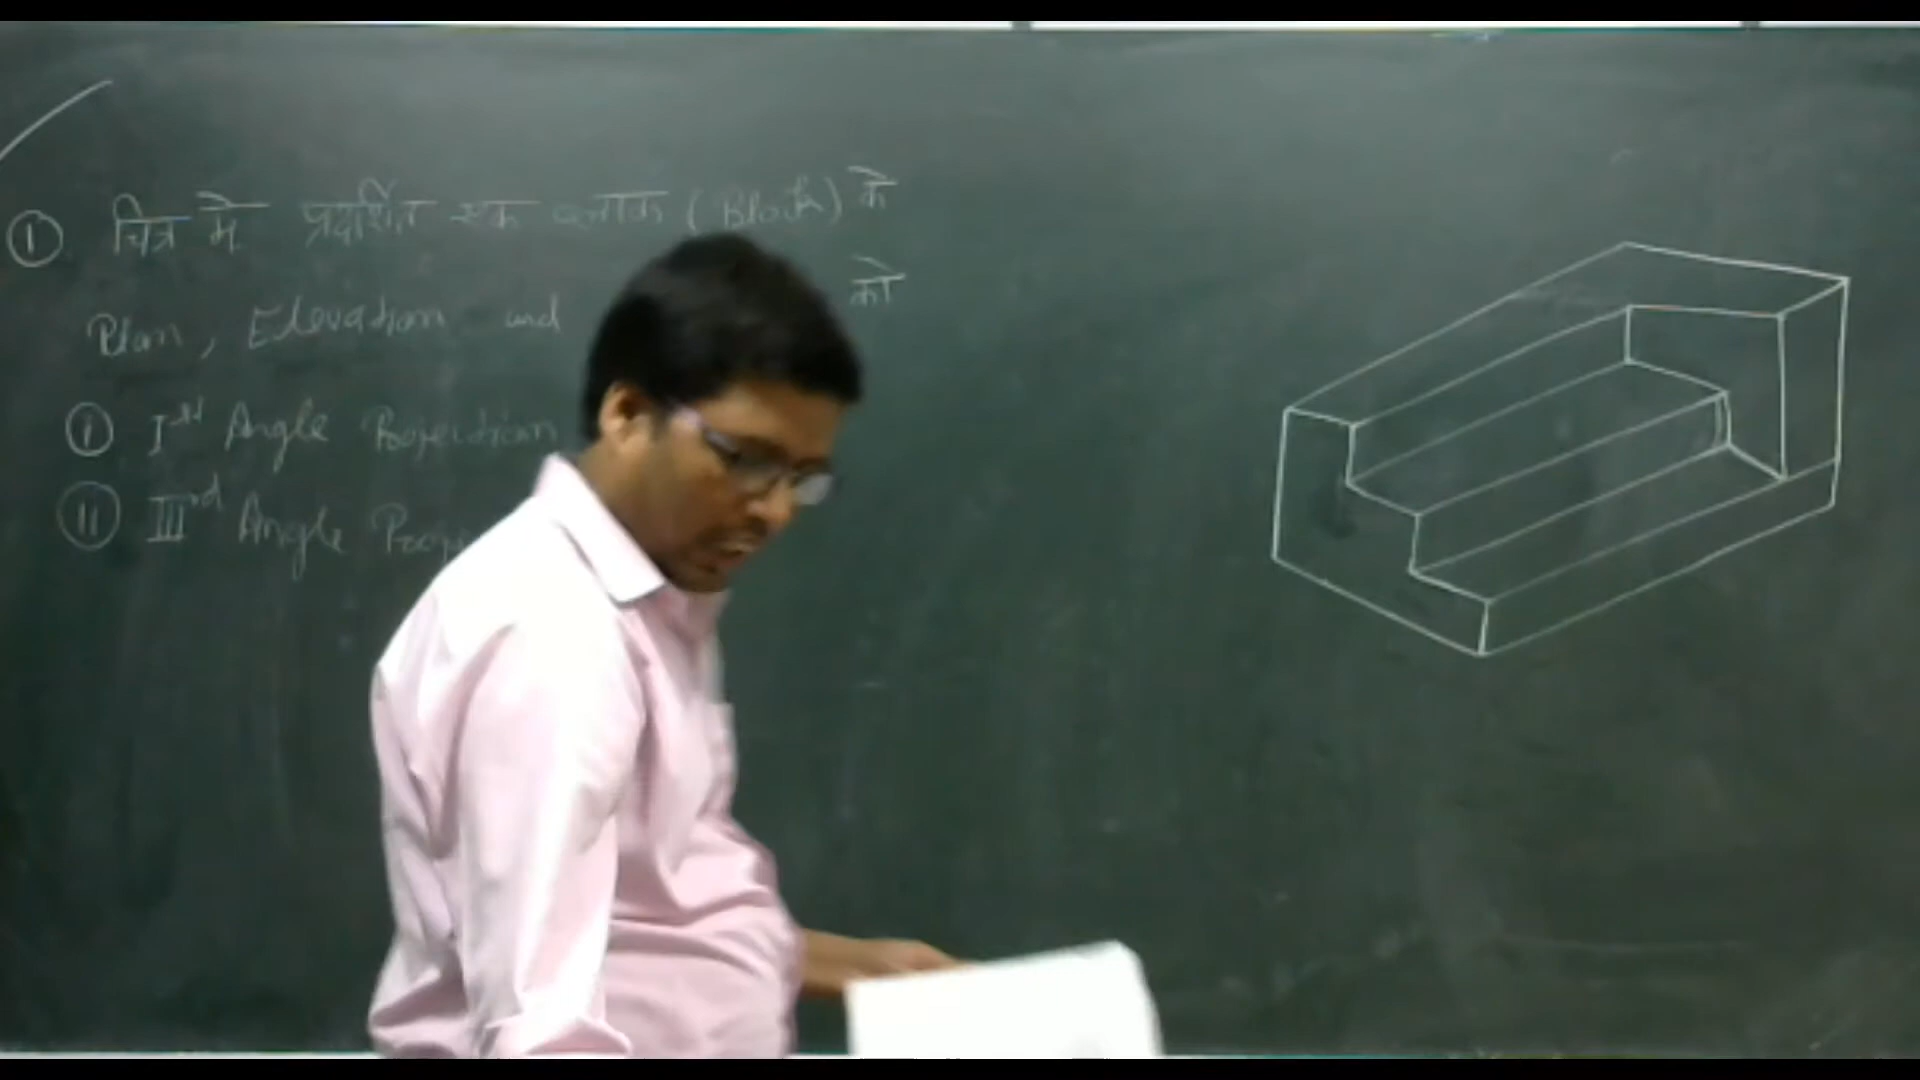 ① चित्र मे प्रदर्शित एक ब्लाक (Block) के
Plan, Elevation and को
ⓘ Iˢᵗ Angle Projection
ⓘⓘ IIIʳᵈ Angle